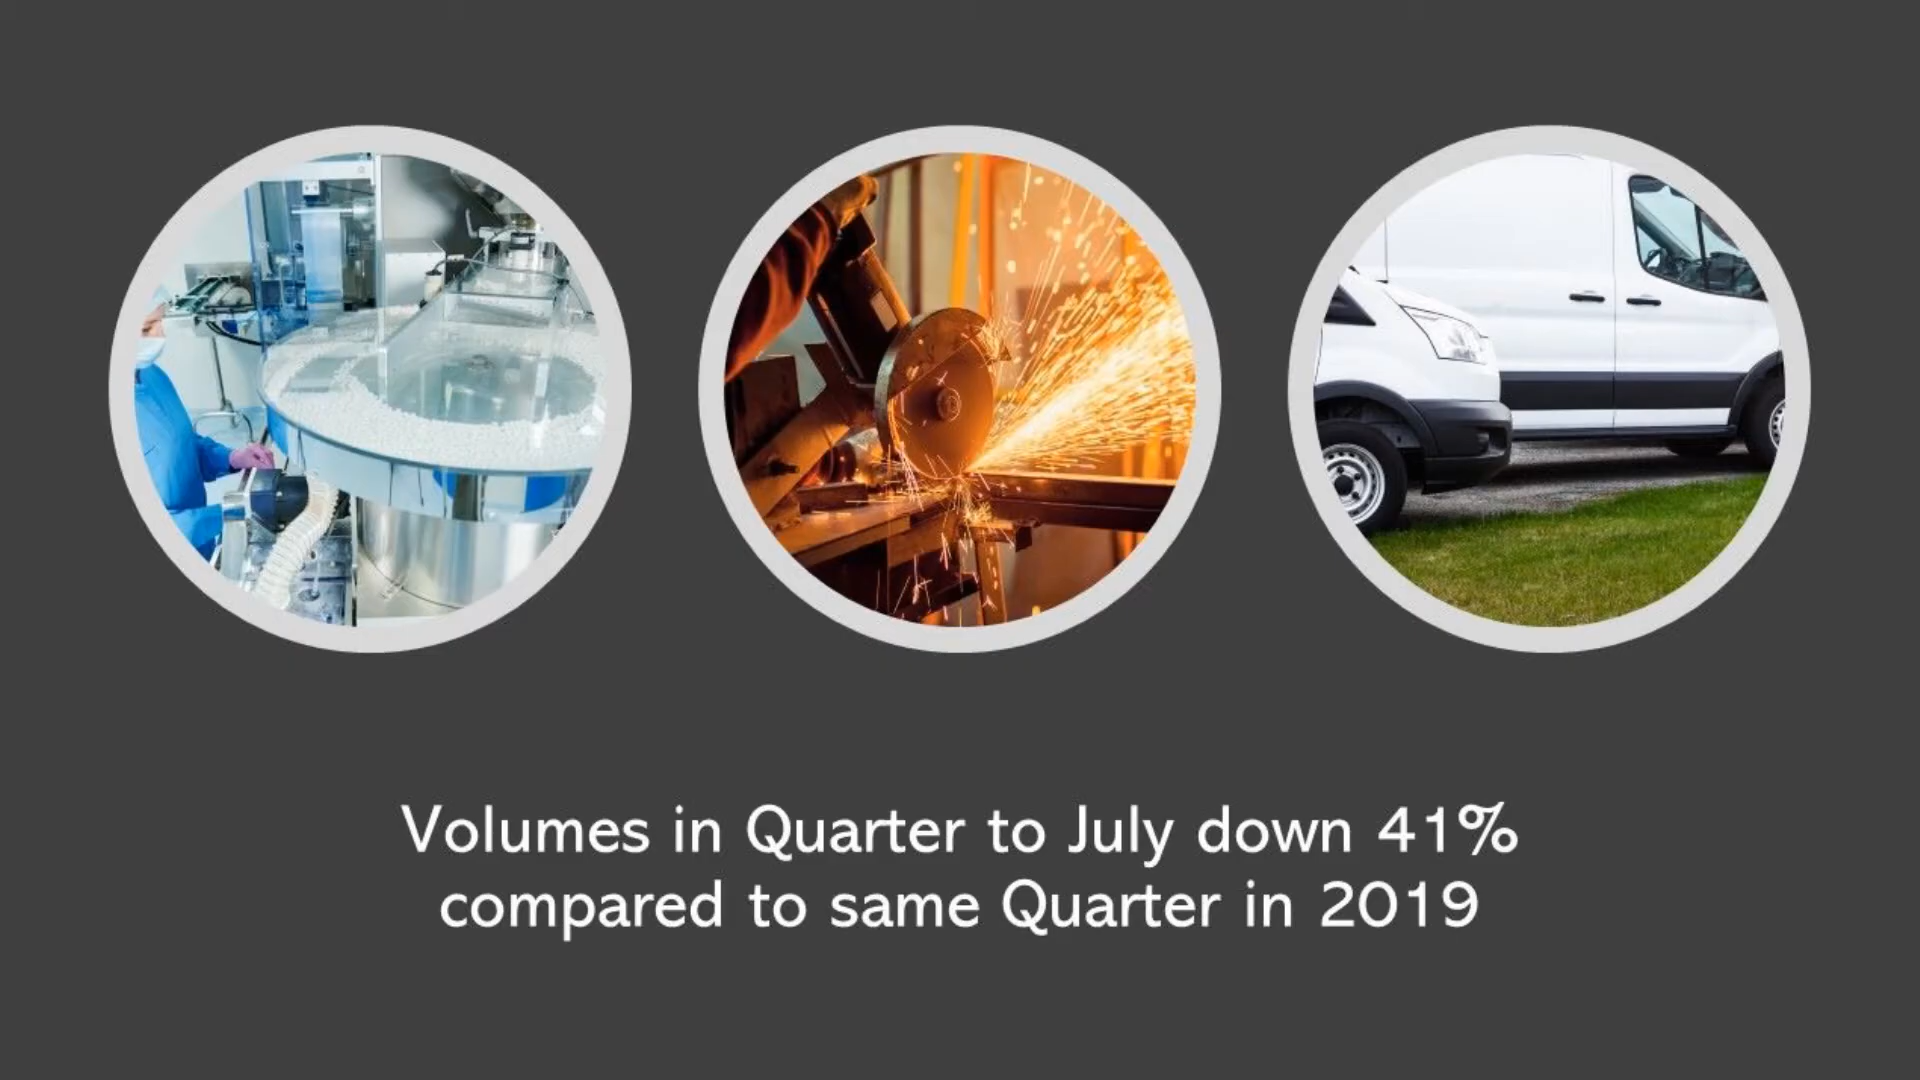 Volumes in Quarter to July down 41%
compared to same Quarter in 2019